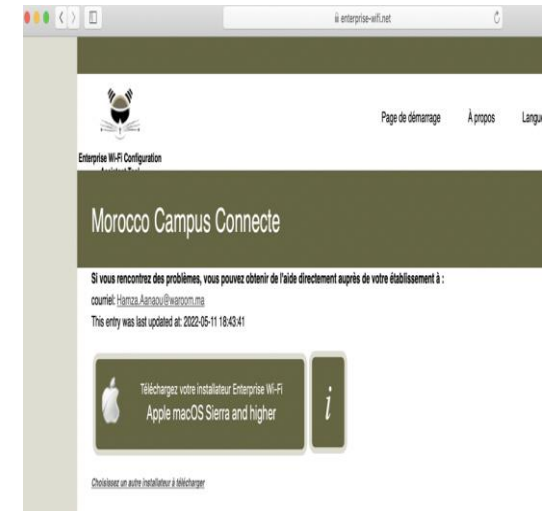 enterprise-wifi.net
Page de démarrage À propos Langue
Enterprise Wi-Fi Configuration
Morocco Campus Connecte
Si vous rencontrez des problèmes, vous pouvez obtenir de l'aide directement auprès de votre établissement à :
courriel: Hamza.Aanaou@waroom.ma
This entry was last updated at: 2022-05-11 18:43:41
Téléchargez votre installateur Enterprise Wi-Fi
Apple macOS Sierra and higher
i
Choisissez un autre installateur à télécharger